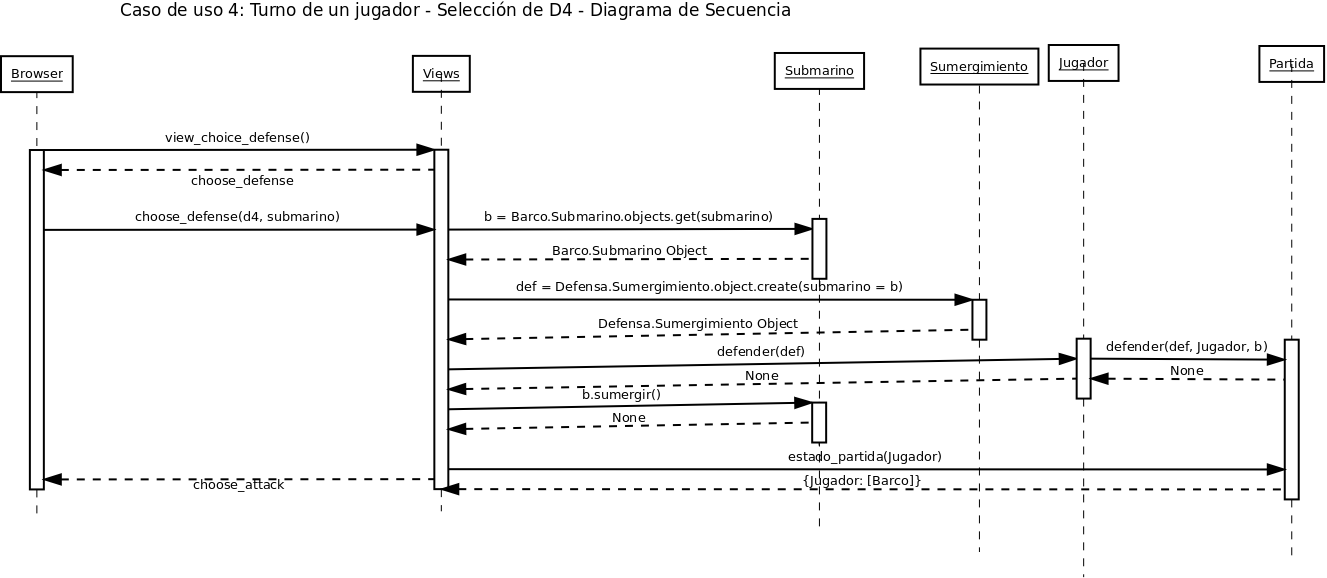 Caso de uso 4: Turno de un jugador - Selección de D4 - Diagrama de Secuencia
Browser
Views
Submarino
Sumergimiento
Jugador
Partida
view_choice_defense()
choose_defense
choose_defense(d4, submarino)
b = Barco.Submarino.objects.get(submarino)
Barco.Submarino Object
def = Defensa.Sumergimiento.object.create(submarino = b)
Defensa.Sumergimiento Object
defender(def)
defender(def, Jugador, b)
None
None
b.sumergir()
None
estado_partida(Jugador)
{Jugador: [Barco]}
choose_attack